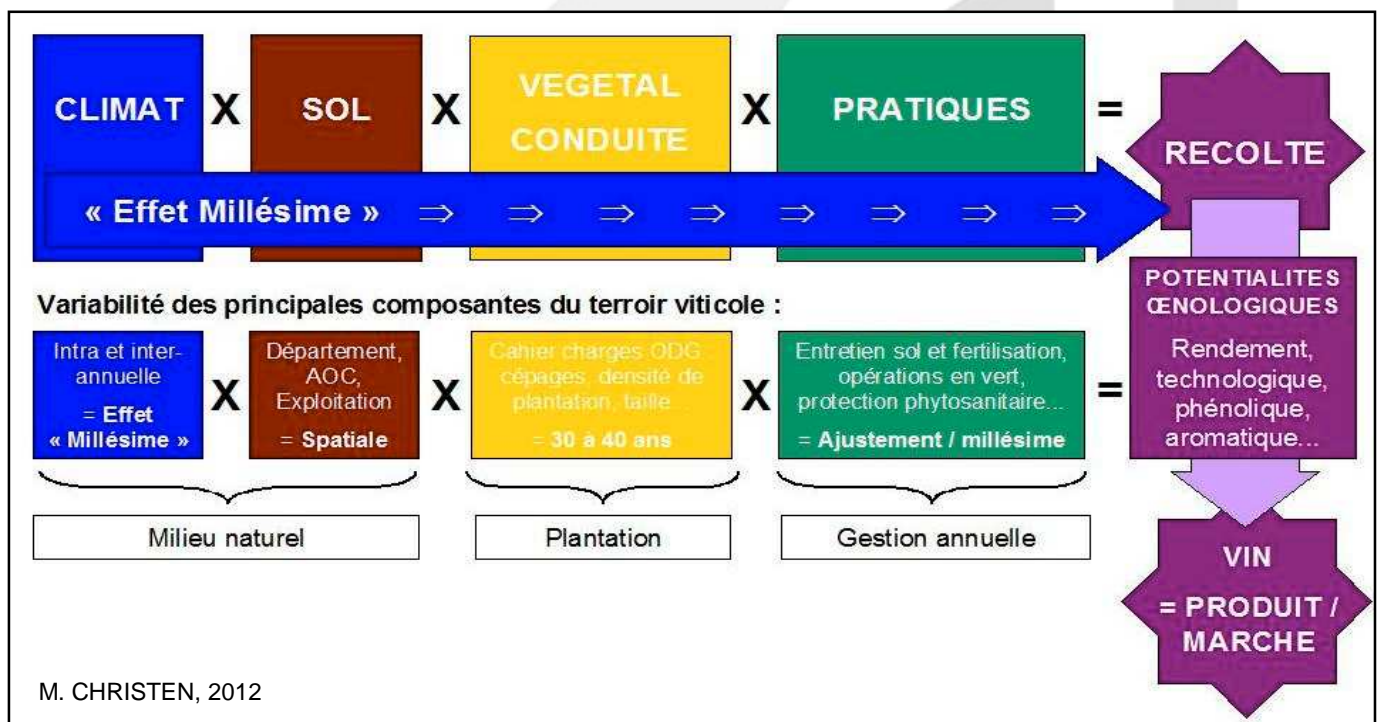 CLIMAT X SOL X VEGETAL CONDUITE X PRATIQUES = RECOLTE
« Effet Millésime » ⇒ ⇒ ⇒ ⇒ ⇒ ⇒ ⇒ ⇒
Variabilité des principales composantes du terroir viticole :
Intra et inter-
annuelle
= Effet
« Millésime »
X
Département,
AOC,
Exploitation
= Spatiale
X
Cahier charges ODG
cépages, densité de
plantation, taille...
= 30 à 40 ans
X
Entretien sol et fertilisation,
opérations en vert,
protection phytosanitaire...
= Ajustement / millésime
=
POTENTIALITES
ŒNOLOGIQUES
Rendement,
technologique,
phénolique,
aromatique...
Milieu naturel
Plantation
Gestion annuelle
VIN
= PRODUIT /
MARCHE
M. CHRISTEN, 2012